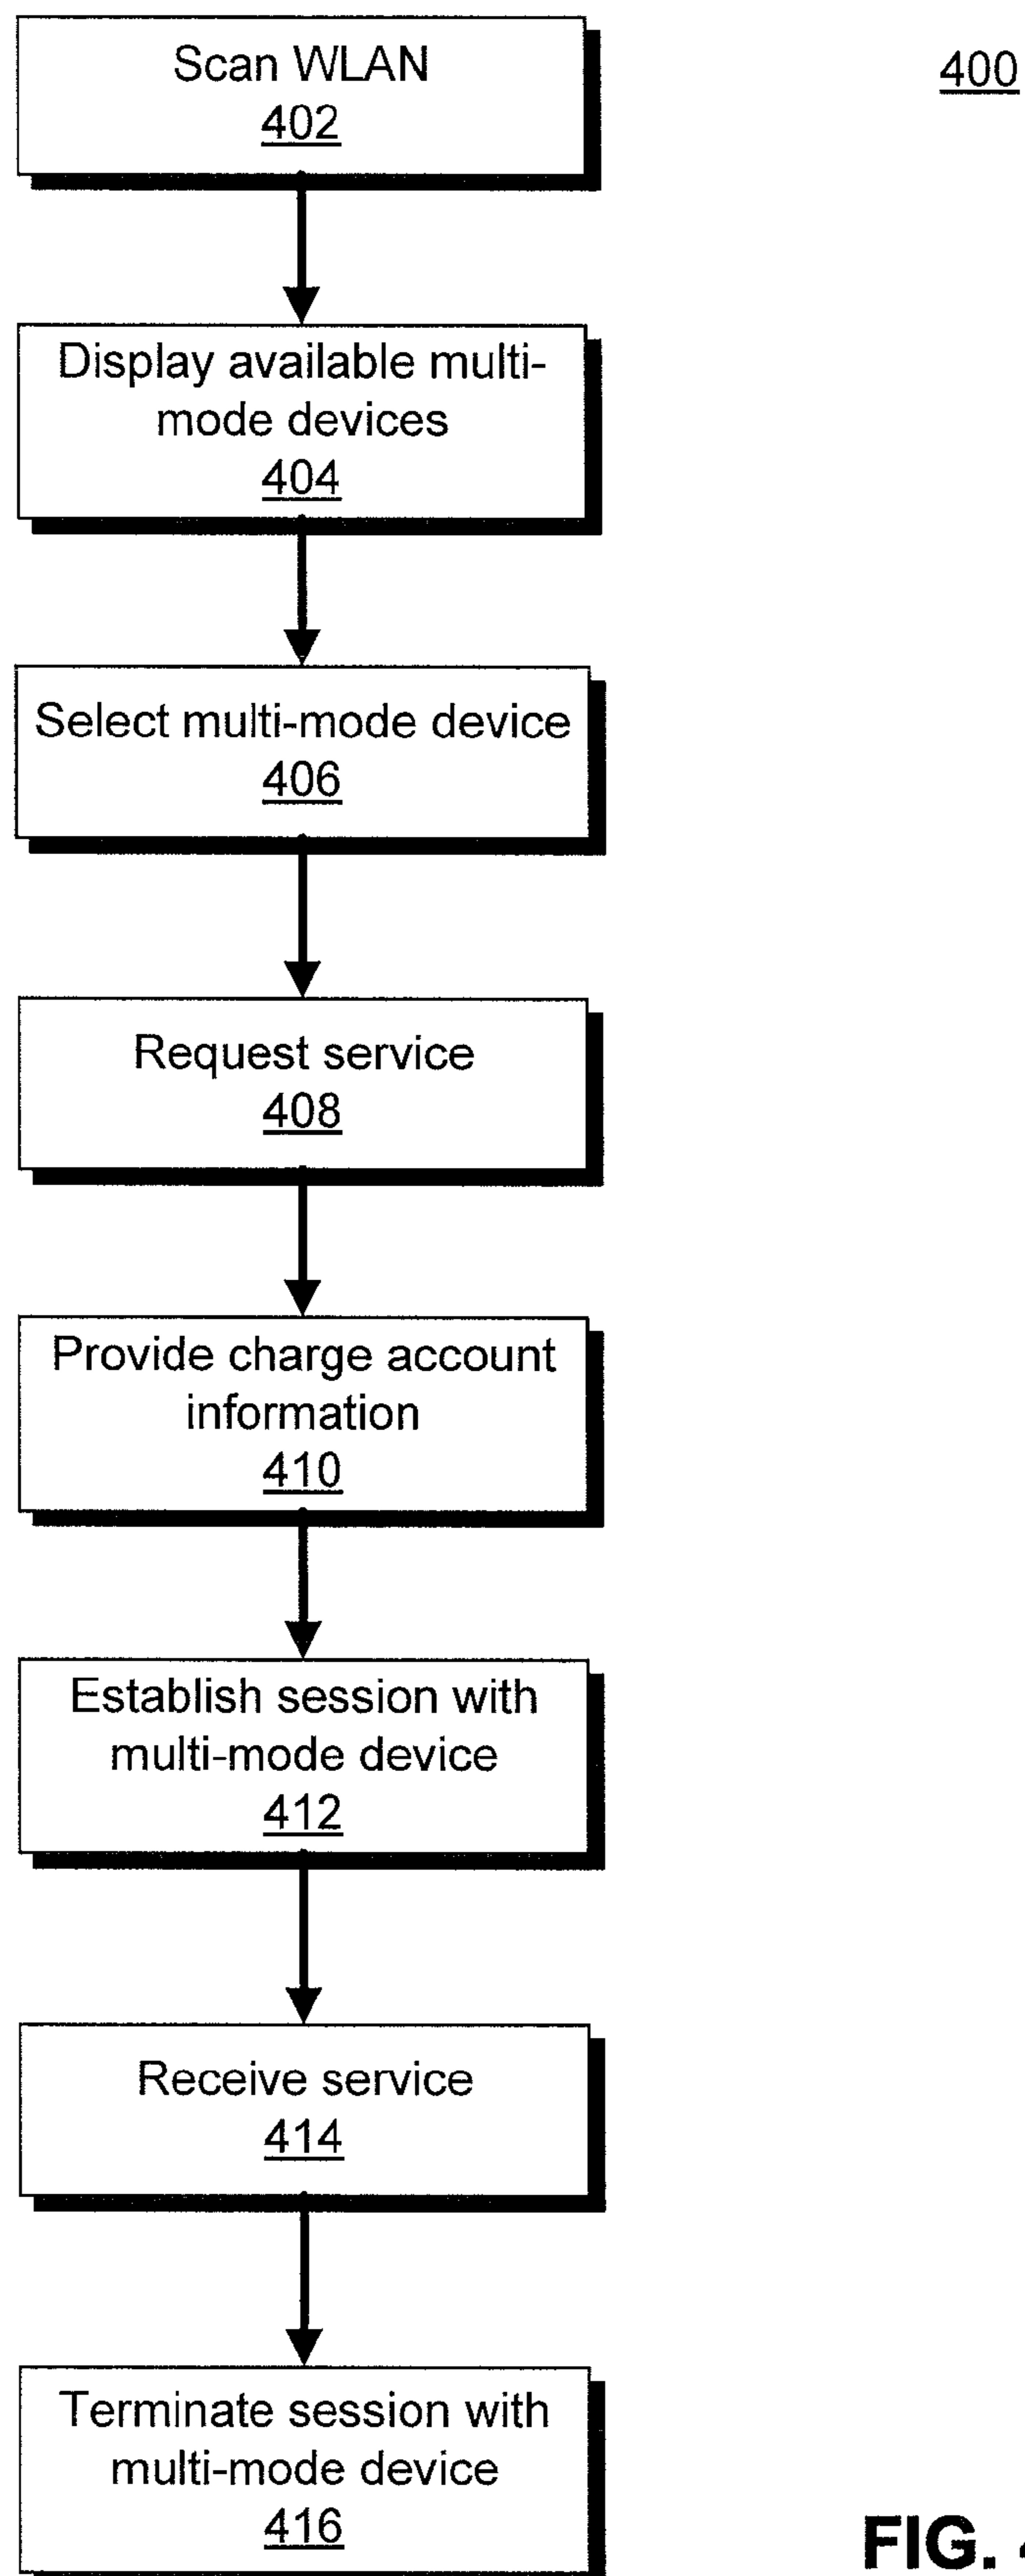 Scan WLAN
402
400
Display available multi-
mode devices
404
Select multi-mode device
406
Request service
408
Provide charge account
information
410
Establish session with
multi-mode device
412
Receive service
414
Terminate session with
multi-mode device
416
FIG.